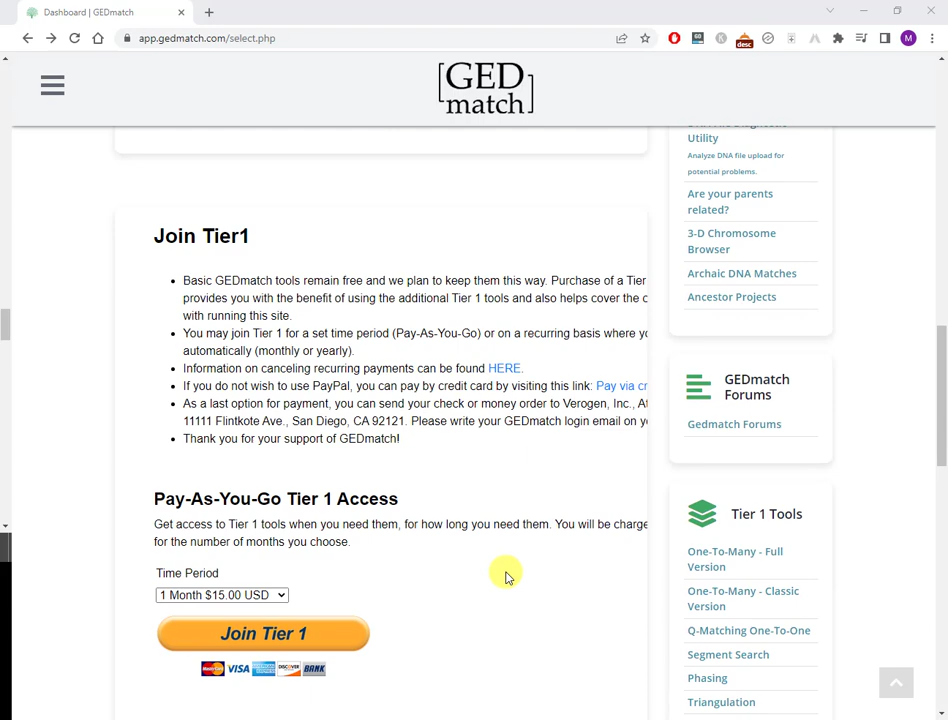 Dashboard | GEDmatch
app.gedmatch.com/select.php
GO
desc
M
[GED
match]
Utility
Analyze DNA file upload for
potential problems.
Are your parents
related?
3-D Chromosome
Browser
Archaic DNA Matches
Ancestor Projects
Join Tier1
Basic GEDmatch tools remain free and we plan to keep them this way. Purchase of a Tier
provides you with the benefit of using the additional Tier 1 tools and also helps cover the
with running this site.
You may join Tier 1 for a set time period (Pay-As-You-Go) or on a recurring basis where
automatically (monthly or yearly).
Information on canceling recurring payments can be found HERE.
If you do not wish to use PayPal, you can pay by credit card by visiting this link: Pay via
As a last option for payment, you can send your check or money order to Verogen, Inc.,
11111 Flintkote Ave., San Diego, CA 92121. Please write your GEDmatch login email on
Thank you for your support of GEDmatch!
GEDmatch
Forums
Gedmatch Forums
Pay-As-You-Go Tier 1 Access
Get access to Tier 1 tools when you need them, for how long you need them. You will be charge
for the number of months you choose.
Time Period
1 Month $15.00 USD
Join Tier 1
MasterCard VISA DISCOVER BANK
Tier 1 Tools
One-To-Many - Full
Version
One-To-Many - Classic
Version
Q-Matching One-To-One
Segment Search
Phasing
Triangulation